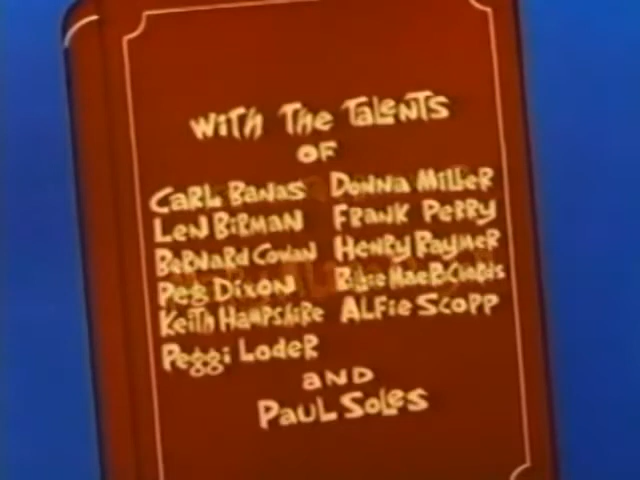 WITH THE TALENTS
OF
CARL BANAS DONNA MILLER
LEN BIRMAN FRANK PERRY
BERNARD COWAN HENRY RAYMER
PEG DIXON BILLIE MAE RICHARDS
KEITH HAMPSHIRE ALFIE SCOPP
PEGGI LODER
AND
PAUL SOLES